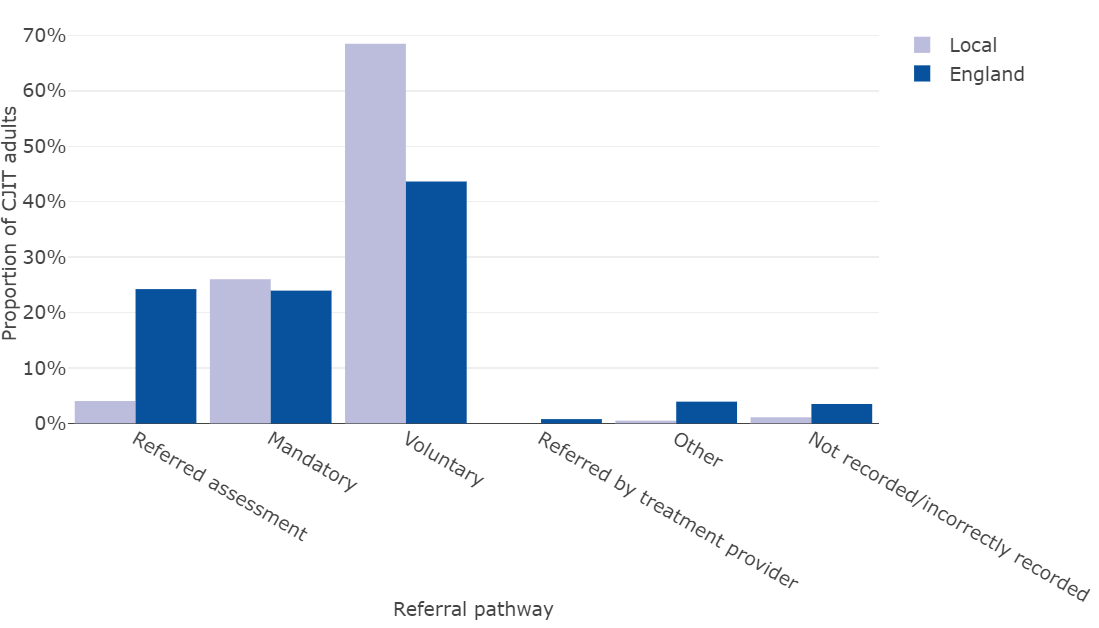 70%
60%
50%
40%
30%
20%
10%
0%
Proportion of CJIT adults
Referred assessment
Mandatory
Voluntary
Referred by treatment provider
Other
Not recorded/incorrectly recorded
Referral pathway
Local
England